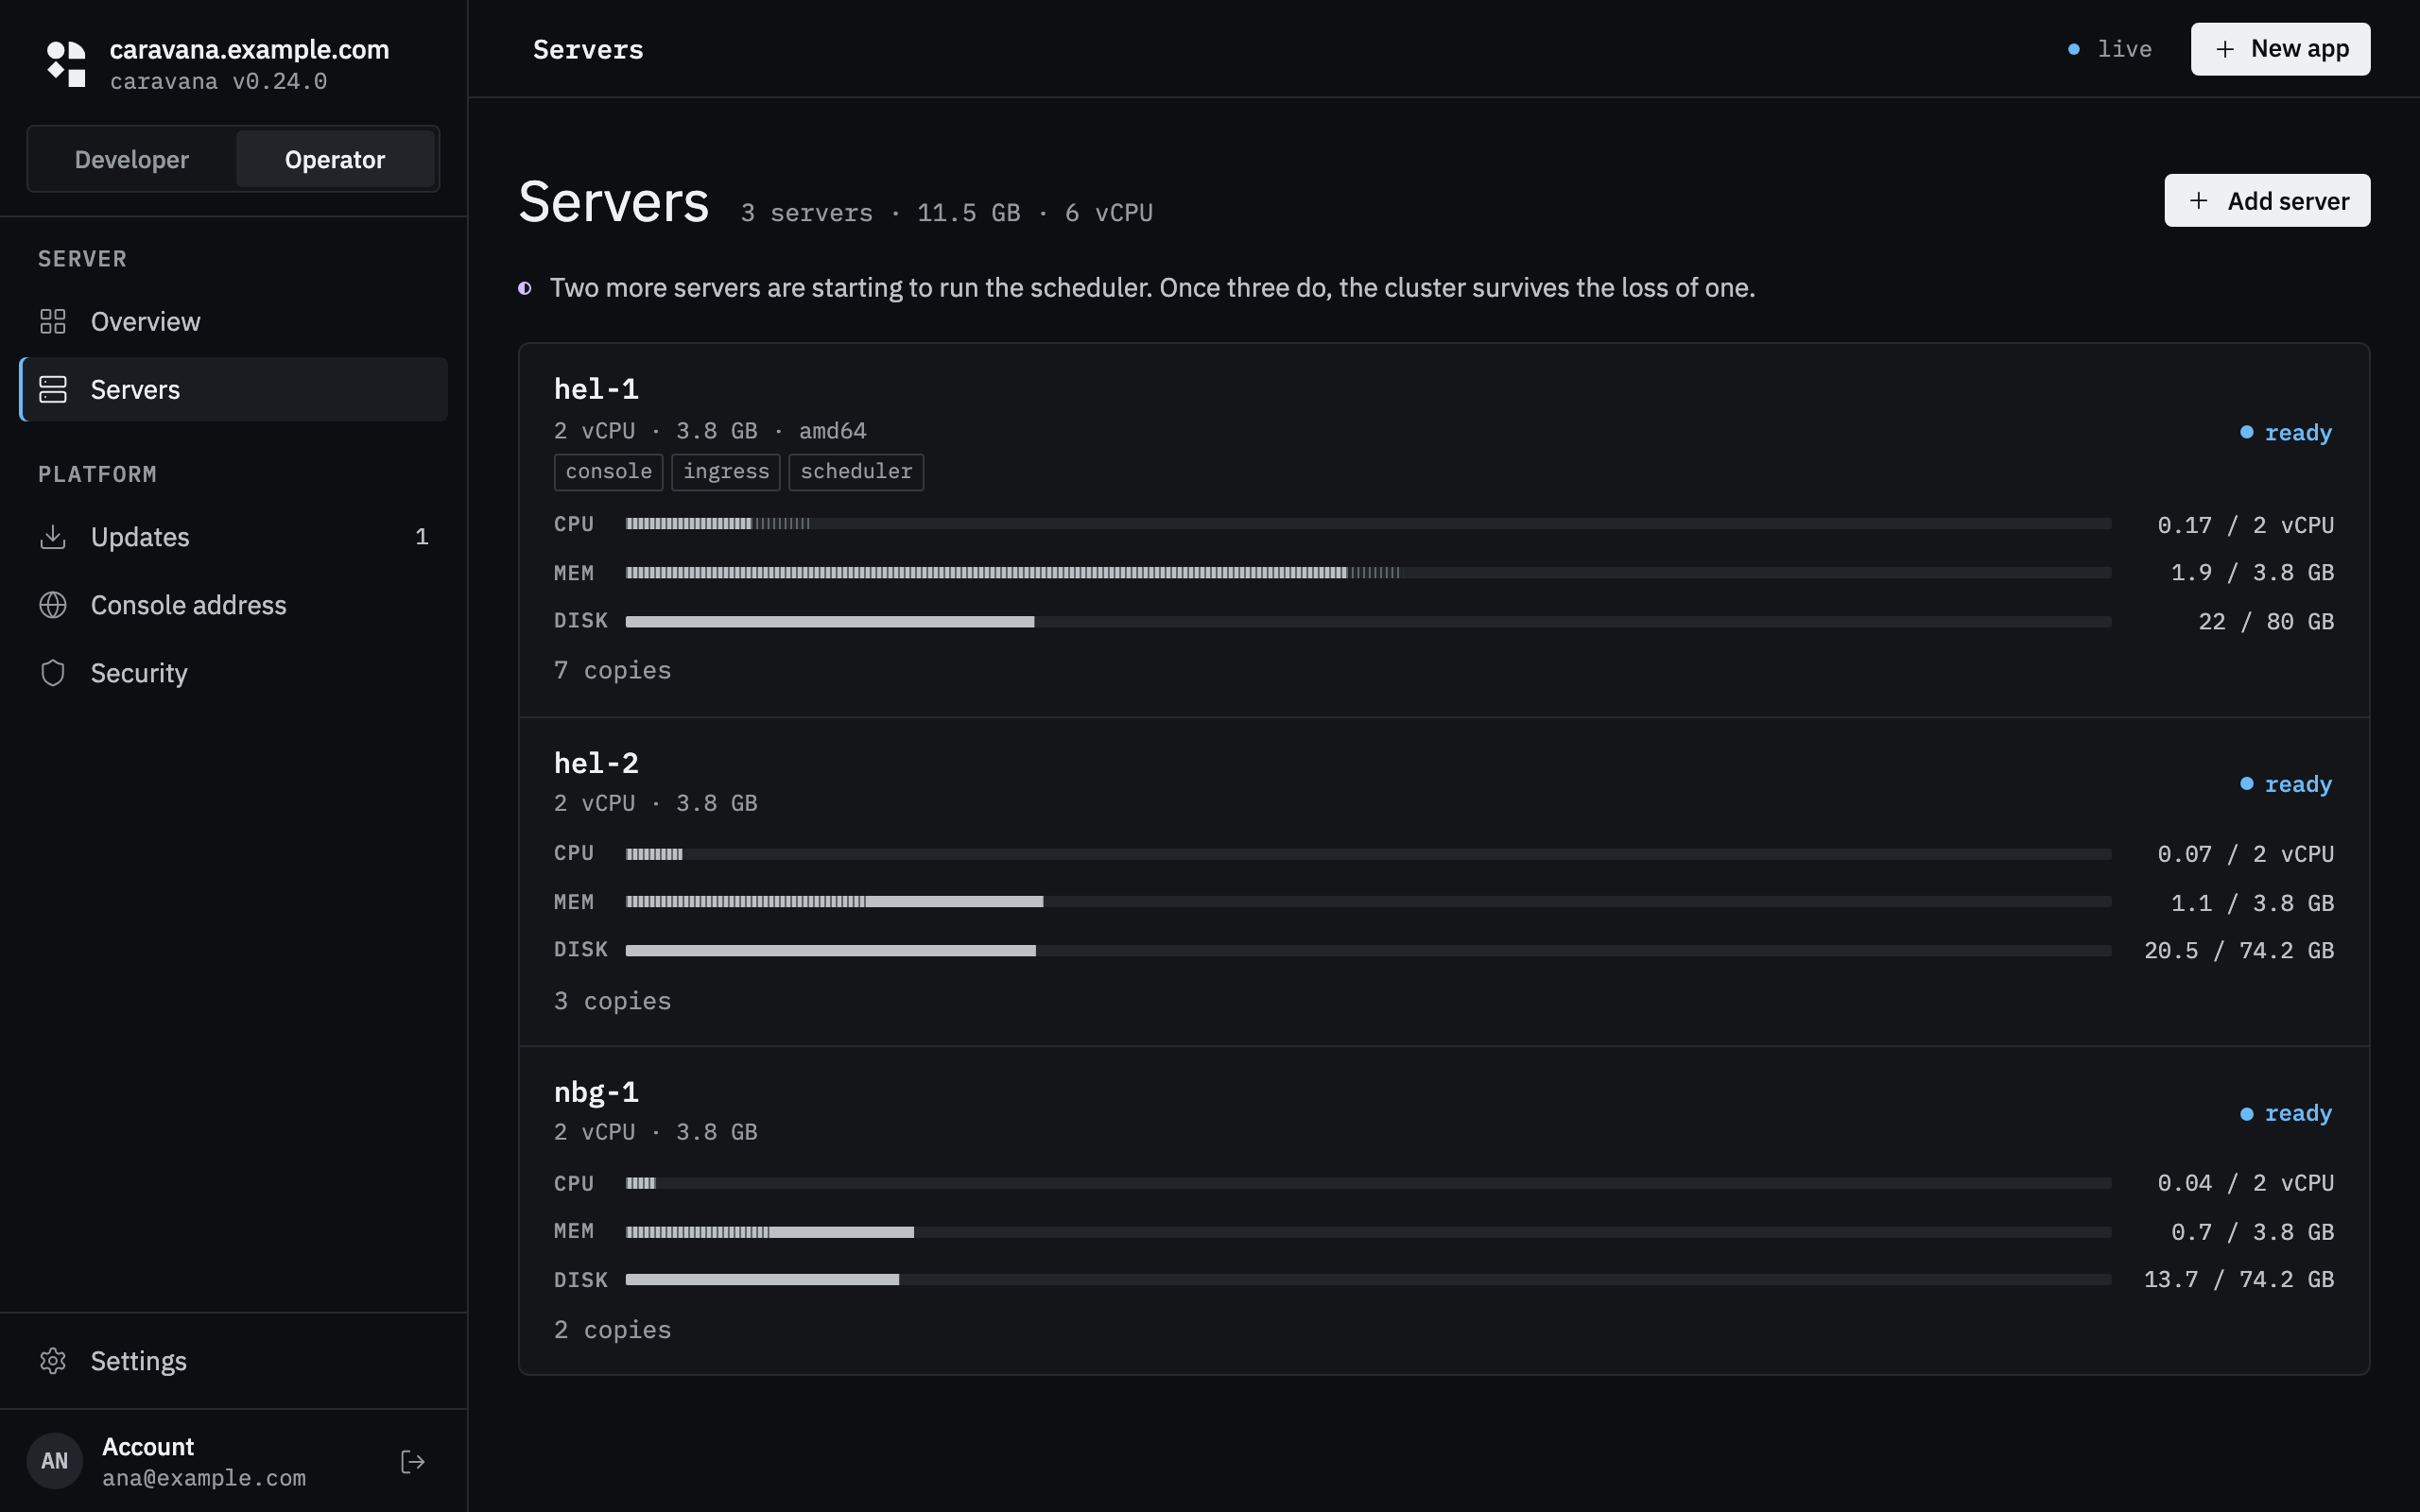 caravana.example.com
caravana v0.24.0
Developer
Operator
SERVER
Overview
Servers
PLATFORM
Updates 1
Console address
Security
Settings
AN
Account
ana@example.com
Servers
live
+ New app
Servers
3 servers · 11.5 GB · 6 vCPU
+ Add server
Two more servers are starting to run the scheduler. Once three do, the cluster survives the loss of one.
hel-1
2 vCPU · 3.8 GB · amd64
ready
console ingress scheduler
CPU 0.17 / 2 vCPU
MEM 1.9 / 3.8 GB
DISK 22 / 80 GB
7 copies
hel-2
2 vCPU · 3.8 GB
ready
CPU 0.07 / 2 vCPU
MEM 1.1 / 3.8 GB
DISK 20.5 / 74.2 GB
3 copies
nbg-1
2 vCPU · 3.8 GB
ready
CPU 0.04 / 2 vCPU
MEM 0.7 / 3.8 GB
DISK 13.7 / 74.2 GB
2 copies